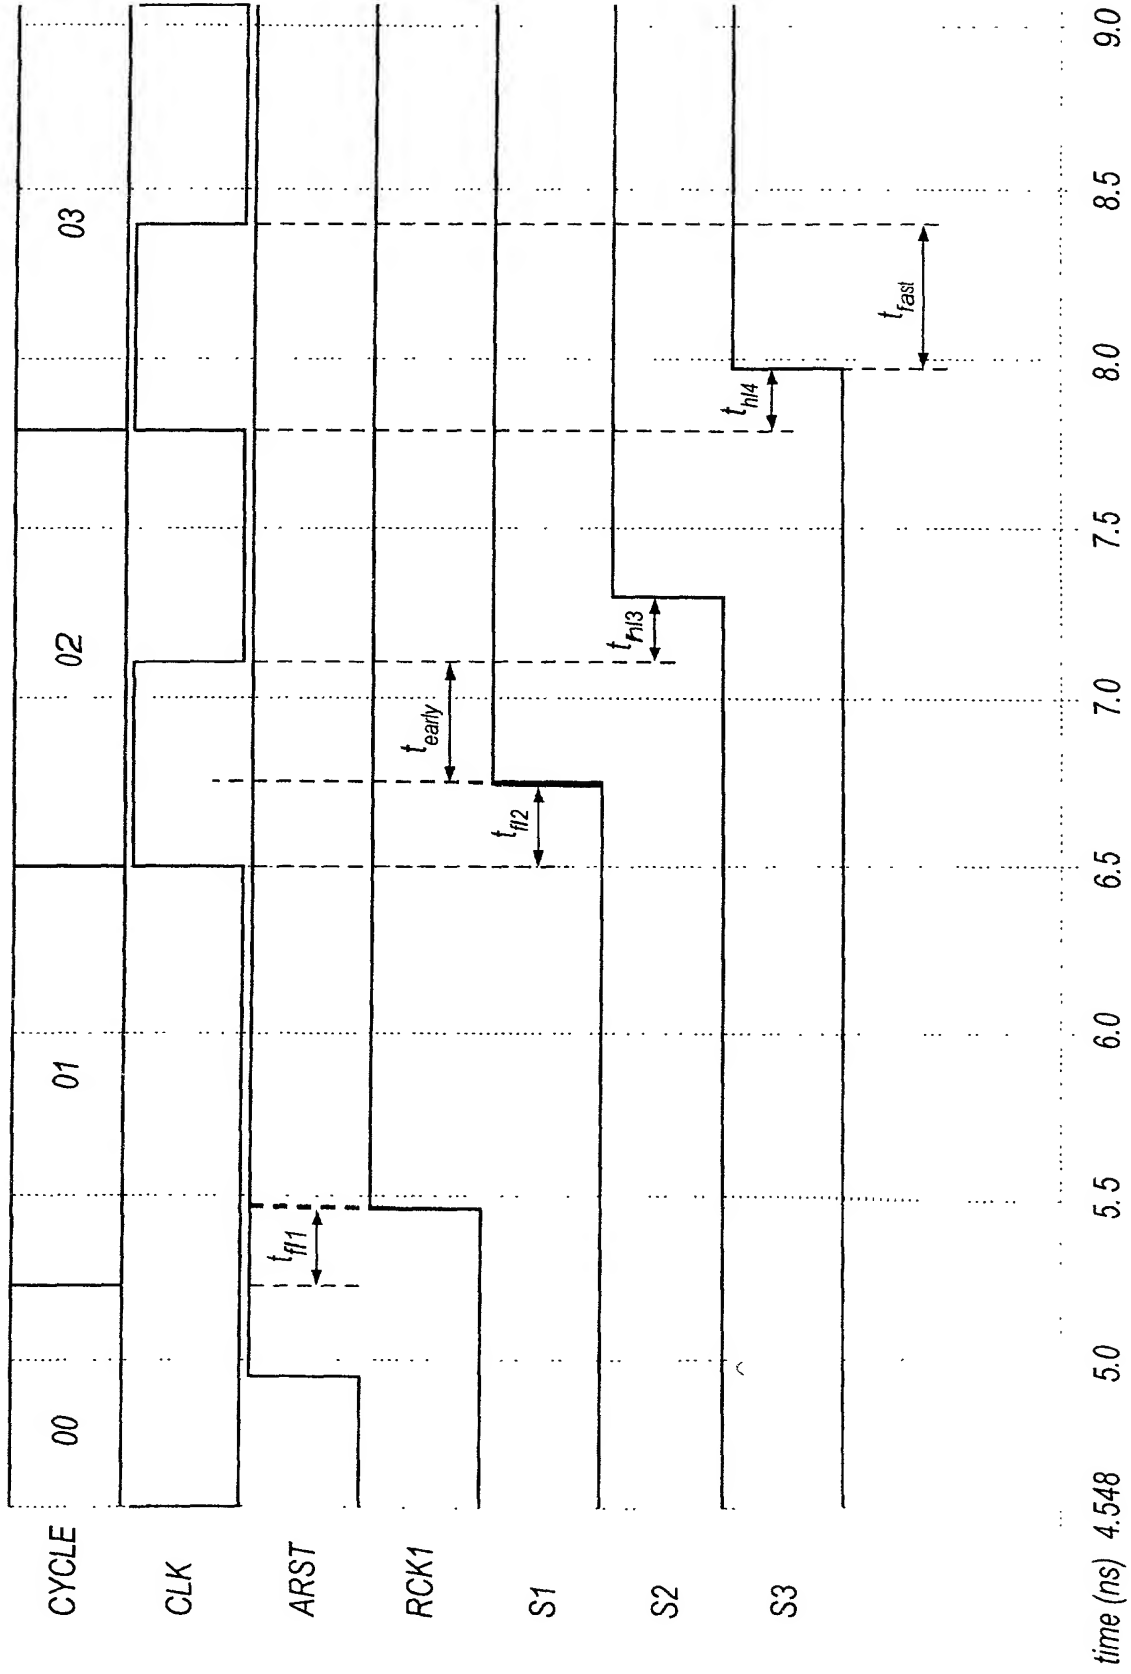 CYCLE 00 01 02 03
CLK
ARST t_fl1
RCK1 t_early
S1 t_fl2
S2 t_hl3
S3 t_hl4
t_fast
time (ns) 4.548 5.0 5.5 6.0 6.5 7.0 7.5 8.0 8.5 9.0